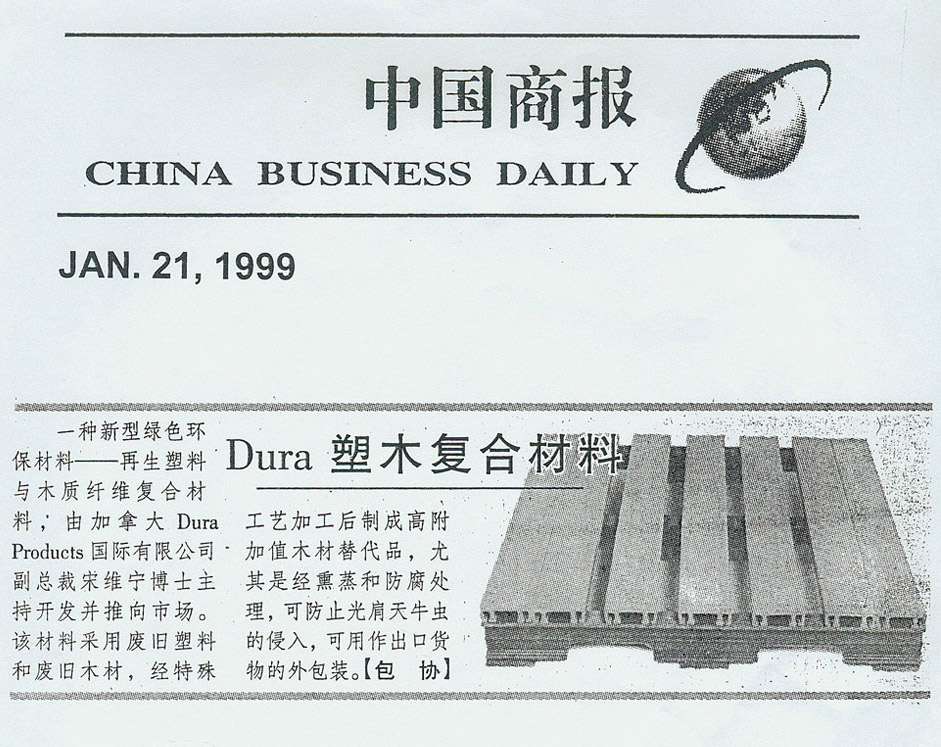 中国商报
CHINA BUSINESS DAILY
JAN. 21, 1999
Dura 塑木复合材料
一种新型绿色环
保材料——再生塑料
与木质纤维复合材
料，由加拿大 Dura
Products 国际有限公司
副总裁宋维宁博士主
持开发并推向市场。
该材料采用废旧塑料
和废旧木材，经特殊
工艺加工后制成高附
加值木材替代品，尤
其是经熏蒸和防腐处
理，可防止光肩天牛虫
的侵入，可用作出口货
物的外包装。【包 协】